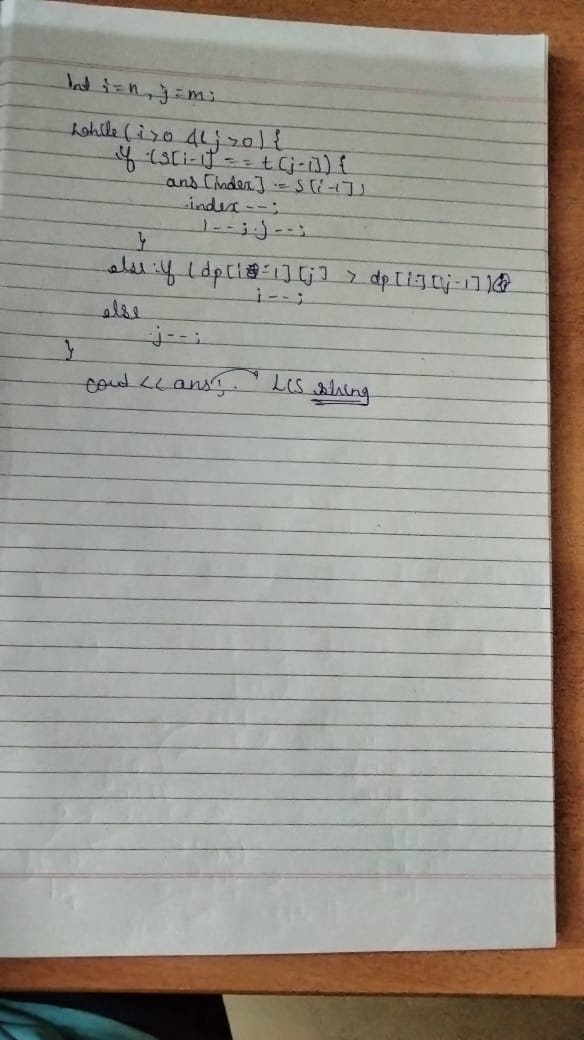 int i=n, j=m;
while (i>0 && j>0) {
if (s[i-1] == t[j-1]) {
ans[index] = s[i-1];
index--;
i--; j--;
}
else if (dp[i-1][j] > dp[i][j-1])
i--;
else
j--;
}
cout << ans; LCS string